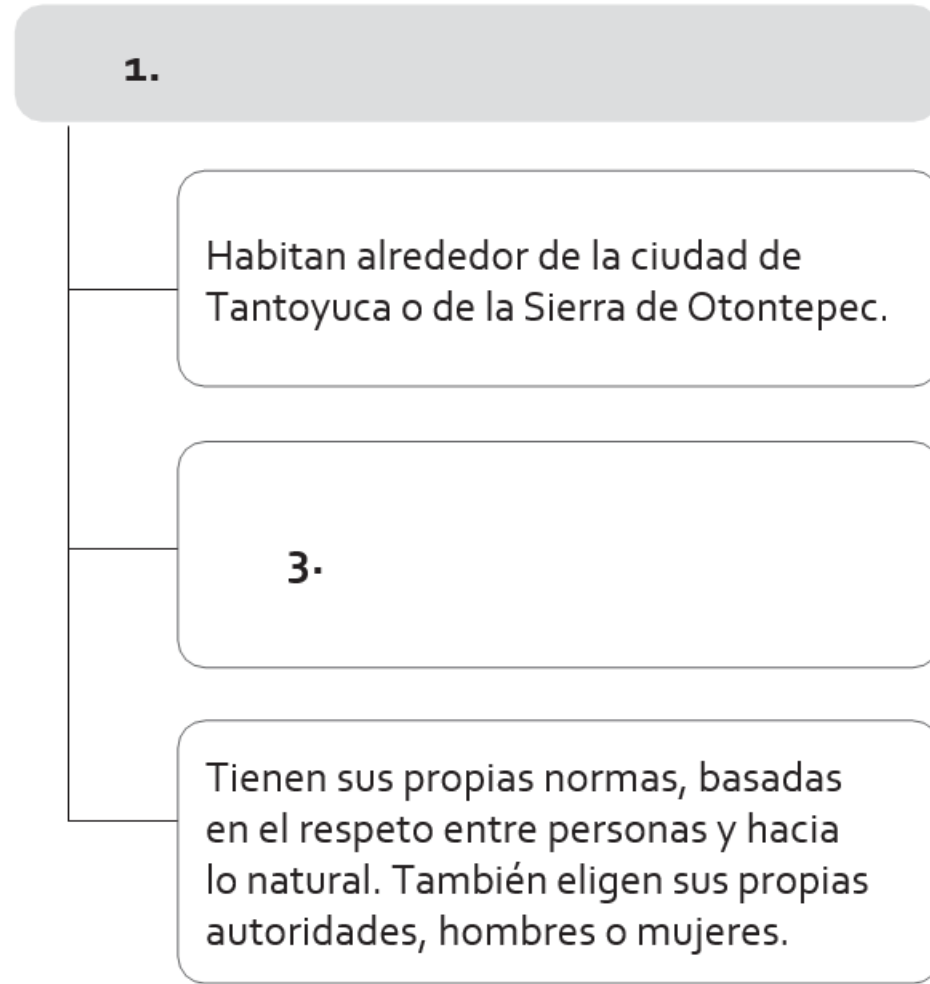 1.
Habitan alrededor de la ciudad de
Tantoyuca o de la Sierra de Otontepec.
3.
Tienen sus propias normas, basadas
en el respeto entre personas y hacia
lo natural. También eligen sus propias
autoridades, hombres o mujeres.